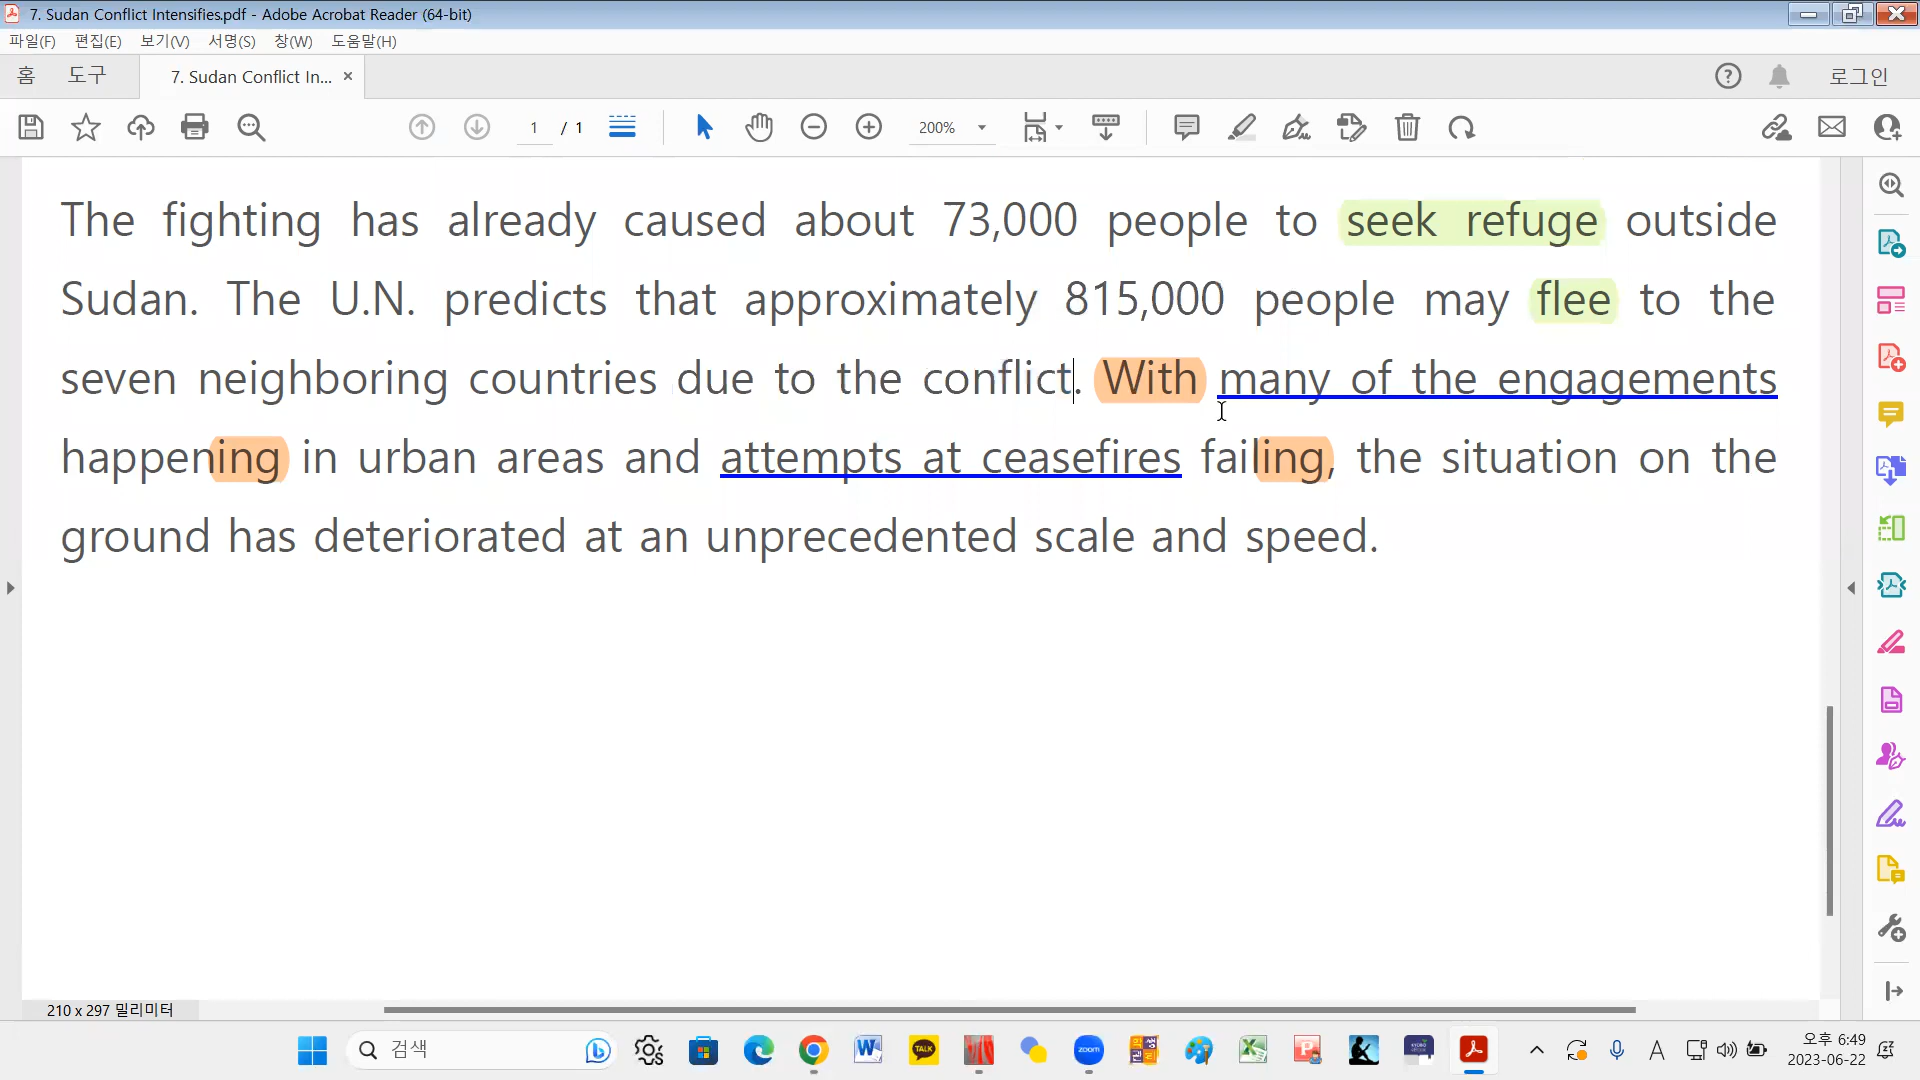 7. Sudan Conflict Intensifies.pdf - Adobe Acrobat Reader (64-bit)
파일(F) 편집(E) 보기(V) 서명(S) 창(W) 도움말(H)
홈 도구 7. Sudan Conflict In... × 로그인
1 / 1 200%
The fighting has already caused about 73,000 people to seek refuge outside
Sudan. The U.N. predicts that approximately 815,000 people may flee to the
seven neighboring countries due to the conflict. With many of the engagements
happening in urban areas and attempts at ceasefires failing, the situation on the
ground has deteriorated at an unprecedented scale and speed.
210 x 297 밀리미터
검색
TALK
zoom
A
오후 6:49
2023-06-22